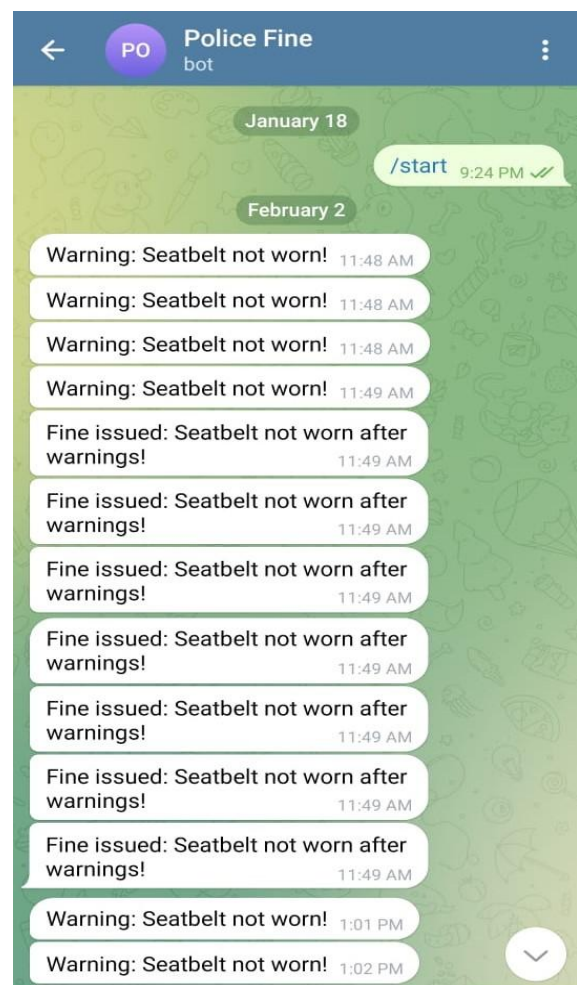 PO
Police Fine
bot
January 18
/start 9:24 PM
February 2
Warning: Seatbelt not worn! 11:48 AM
Warning: Seatbelt not worn! 11:48 AM
Warning: Seatbelt not worn! 11:48 AM
Warning: Seatbelt not worn! 11:49 AM
Fine issued: Seatbelt not worn after
warnings! 11:49 AM
Fine issued: Seatbelt not worn after
warnings! 11:49 AM
Fine issued: Seatbelt not worn after
warnings! 11:49 AM
Fine issued: Seatbelt not worn after
warnings! 11:49 AM
Fine issued: Seatbelt not worn after
warnings! 11:49 AM
Fine issued: Seatbelt not worn after
warnings! 11:49 AM
Fine issued: Seatbelt not worn after
warnings! 11:49 AM
Warning: Seatbelt not worn! 1:01 PM
Warning: Seatbelt not worn! 1:02 PM